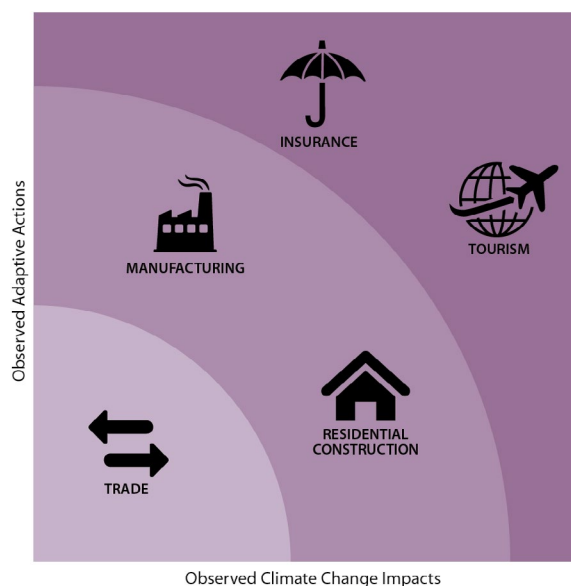 INSURANCE
TOURISM
MANUFACTURING
RESIDENTIAL
CONSTRUCTION
TRADE
Observed Adaptive Actions
Observed Climate Change Impacts